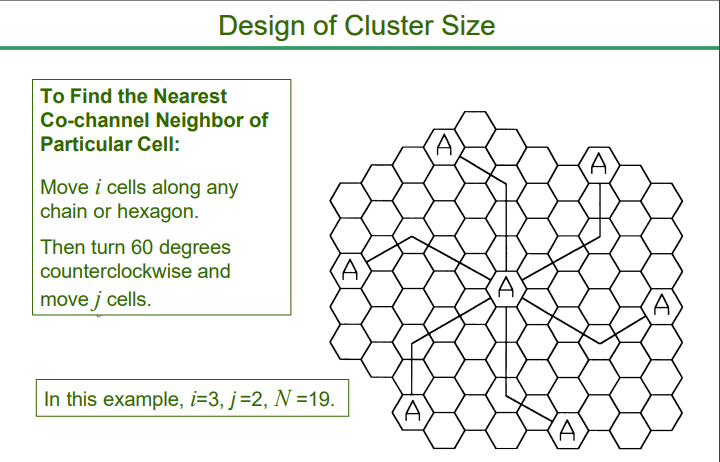 Design of Cluster Size
To Find the Nearest
Co-channel Neighbor of
Particular Cell:
Move i cells along any
chain or hexagon.
Then turn 60 degrees
counterclockwise and
move j cells.
In this example, i=3, j=2, N =19.
A
A
A
A
A
A
A